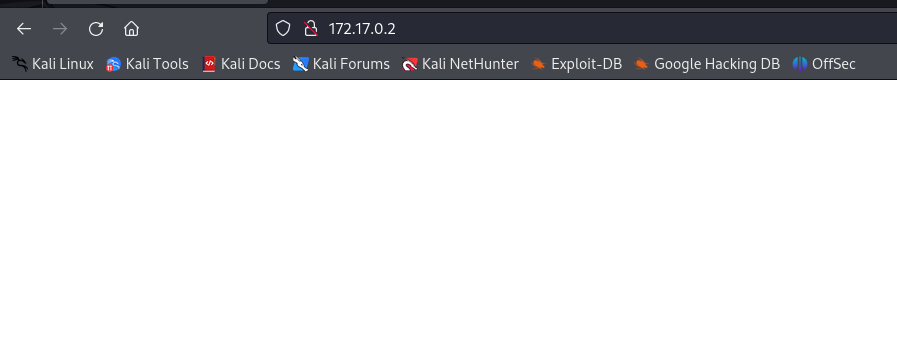 172.17.0.2
Kali Linux Kali Tools Kali Docs Kali Forums Kali NetHunter Exploit-DB Google Hacking DB OffSec